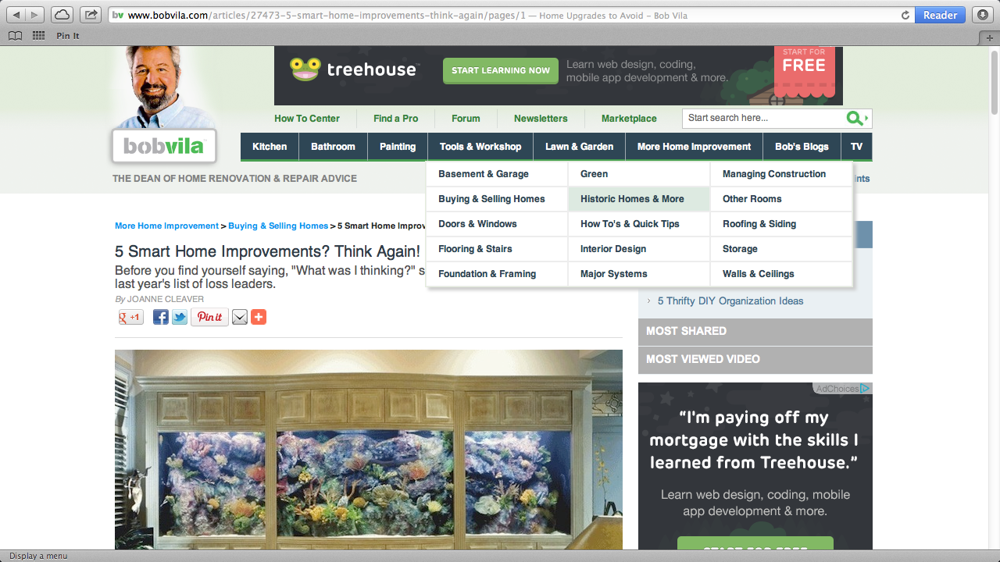 bv www.bobvila.com/articles/27473-5-smart-home-improvements-think-again/pages/1 — Home Upgrades to Avoid – Bob Vila
Reader
Pin It
treehouse™
START LEARNING NOW
Learn web design, coding,
mobile app development & more.
START FOR
FREE
How To Center Find a Pro Forum Newsletters Marketplace Start search here...
bobvila
Kitchen Bathroom Painting Tools & Workshop Lawn & Garden More Home Improvement Bob's Blogs TV
THE DEAN OF HOME RENOVATION & REPAIR ADVICE
Basement & Garage Green Managing Construction
Buying & Selling Homes Historic Homes & More Other Rooms
Doors & Windows How To's & Quick Tips Roofing & Siding
Flooring & Stairs Interior Design Storage
Foundation & Framing Major Systems Walls & Ceilings
More Home Improvement > Buying & Selling Homes > 5 Smart Home Improv
5 Smart Home Improvements? Think Again!
Before you find yourself saying, "What was I thinking?" s
last year's list of loss leaders.
By JOANNE CLEAVER
+1
Pin it
› 5 Thrifty DIY Organization Ideas
MOST SHARED
MOST VIEWED VIDEO
AdChoices
“I'm paying off my
mortgage with the skills I
learned from Treehouse.”
Learn web design, coding, mobile
app development & more.
START FOR FREE
Display a menu